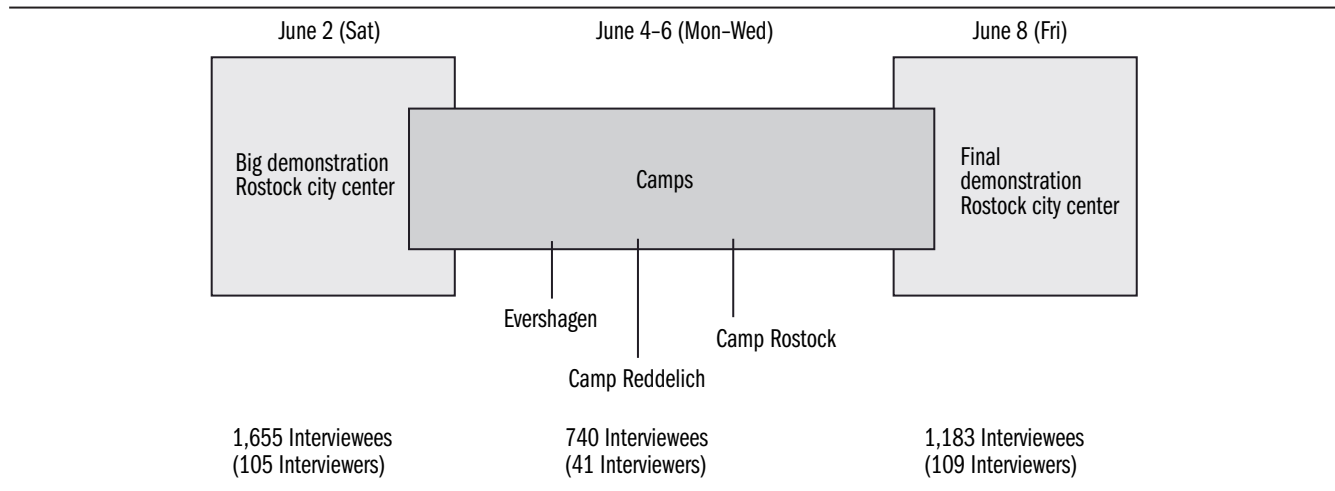 June 2 (Sat)
June 4–6 (Mon–Wed)
June 8 (Fri)
Big demonstration
Rostock city center
Camps
Final
demonstration
Rostock city center
Evershagen
Camp Reddelich
Camp Rostock
1,655 Interviewees
(105 Interviewers)
740 Interviewees
(41 Interviewers)
1,183 Interviewees
(109 Interviewers)